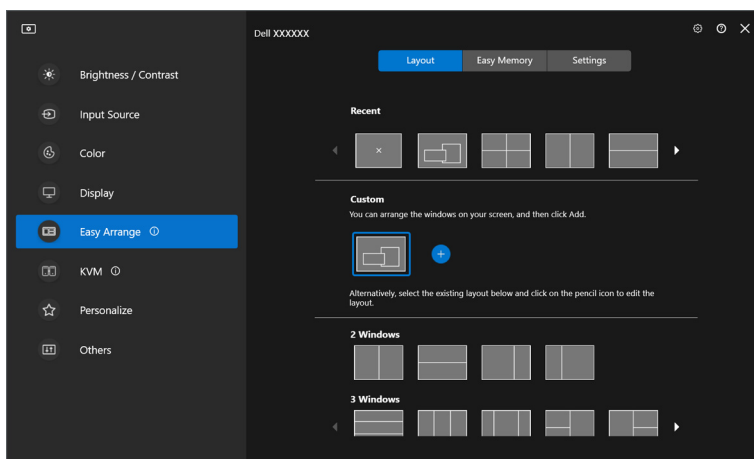 Dell XXXXXX
Brightness / Contrast
Input Source
Color
Display
Easy Arrange
KVM
Personalize
Others
Layout
Easy Memory
Settings
Recent
Custom
You can arrange the windows on your screen, and then click Add.
Alternatively, select the existing layout below and click on the pencil icon to edit the
layout.
2 Windows
3 Windows